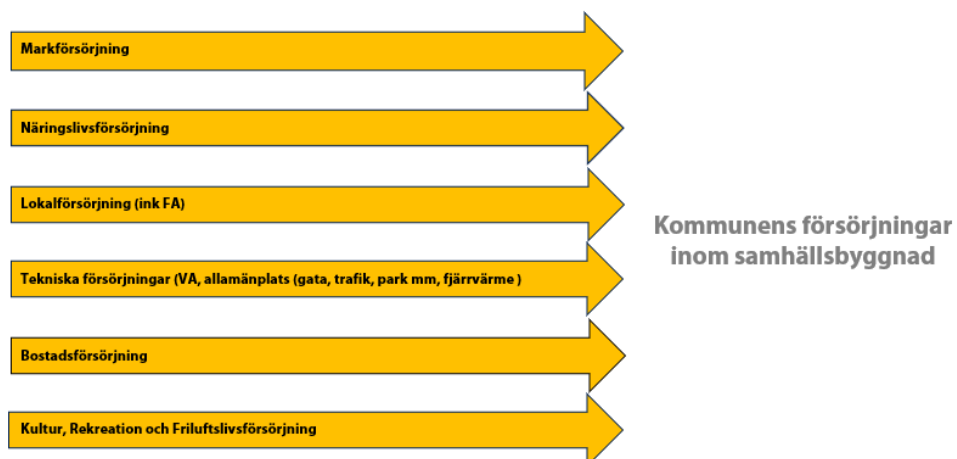 Markförsörjning
Näringslivsförsörjning
Lokalförsörjning (ink FA)
Tekniska försörjningar (VA, allamänplats (gata, trafik, park mm, fjärrvärme )
Bostadsförsörjning
Kultur, Rekreation och Friluftslivsförsörjning
Kommunens försörjningar
inom samhällsbyggnad